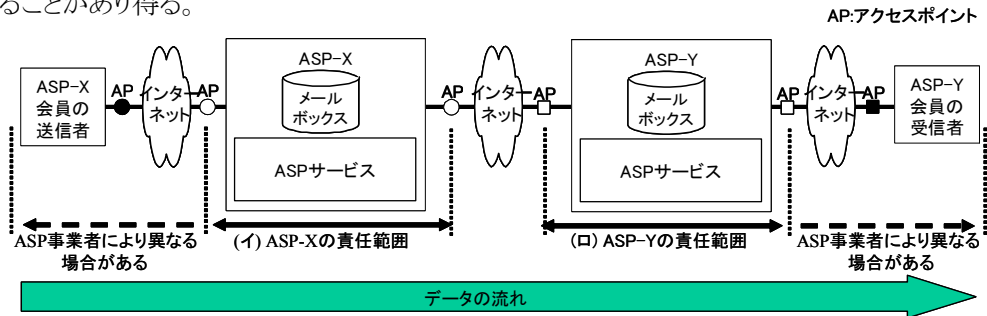 ることがあり得る。
AP:アクセスポイント
ASP-X
会員の
送信者
AP
インター
ネット
AP
ASP-X
メール
ボックス
ASPサービス
AP
インター
ネット
AP
ASP-Y
メール
ボックス
ASPサービス
AP
インター
ネット
AP
ASP-Y
会員の
受信者
ASP事業者により異なる
場合がある
(イ) ASP-Xの責任範囲
(ロ) ASP-Yの責任範囲
ASP事業者により異なる
場合がある
データの流れ